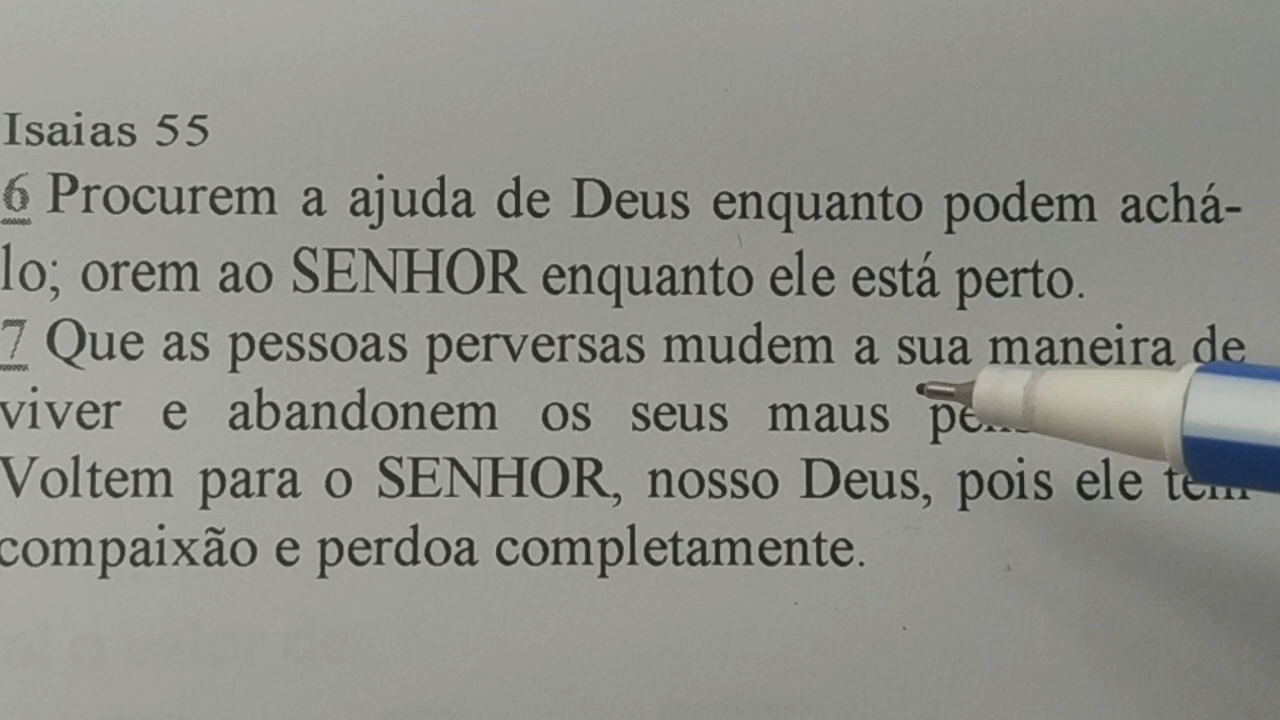 Isaias 55
6 Procurem a ajuda de Deus enquanto podem achá-
lo; orem ao SENHOR enquanto ele está perto.
7 Que as pessoas perversas mudem a sua maneira de
viver e abandonem os seus maus
Voltem para o SENHOR, nosso Deus, pois ele tem
compaixão e perdoa completamente.